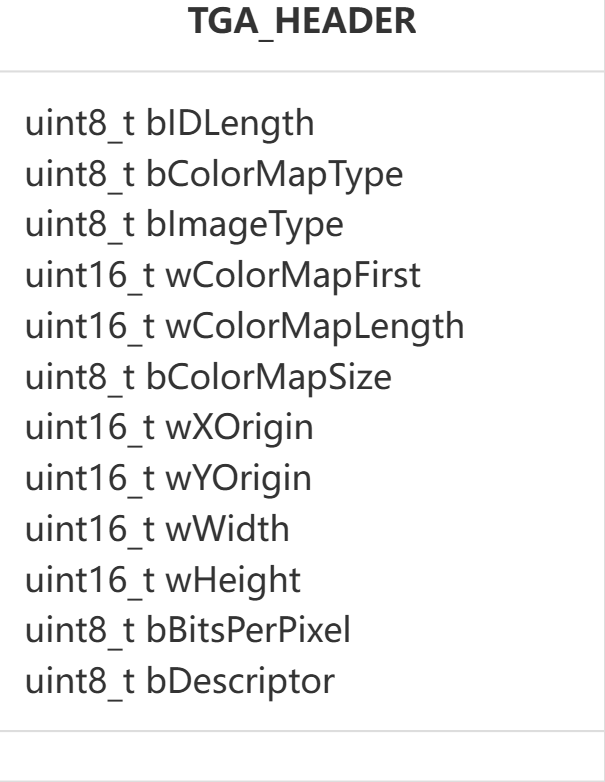 TGA_HEADER
uint8_t bIDLength
uint8_t bColorMapType
uint8_t bImageType
uint16_t wColorMapFirst
uint16_t wColorMapLength
uint8_t bColorMapSize
uint16_t wXOrigin
uint16_t wYOrigin
uint16_t wWidth
uint16_t wHeight
uint8_t bBitsPerPixel
uint8_t bDescriptor